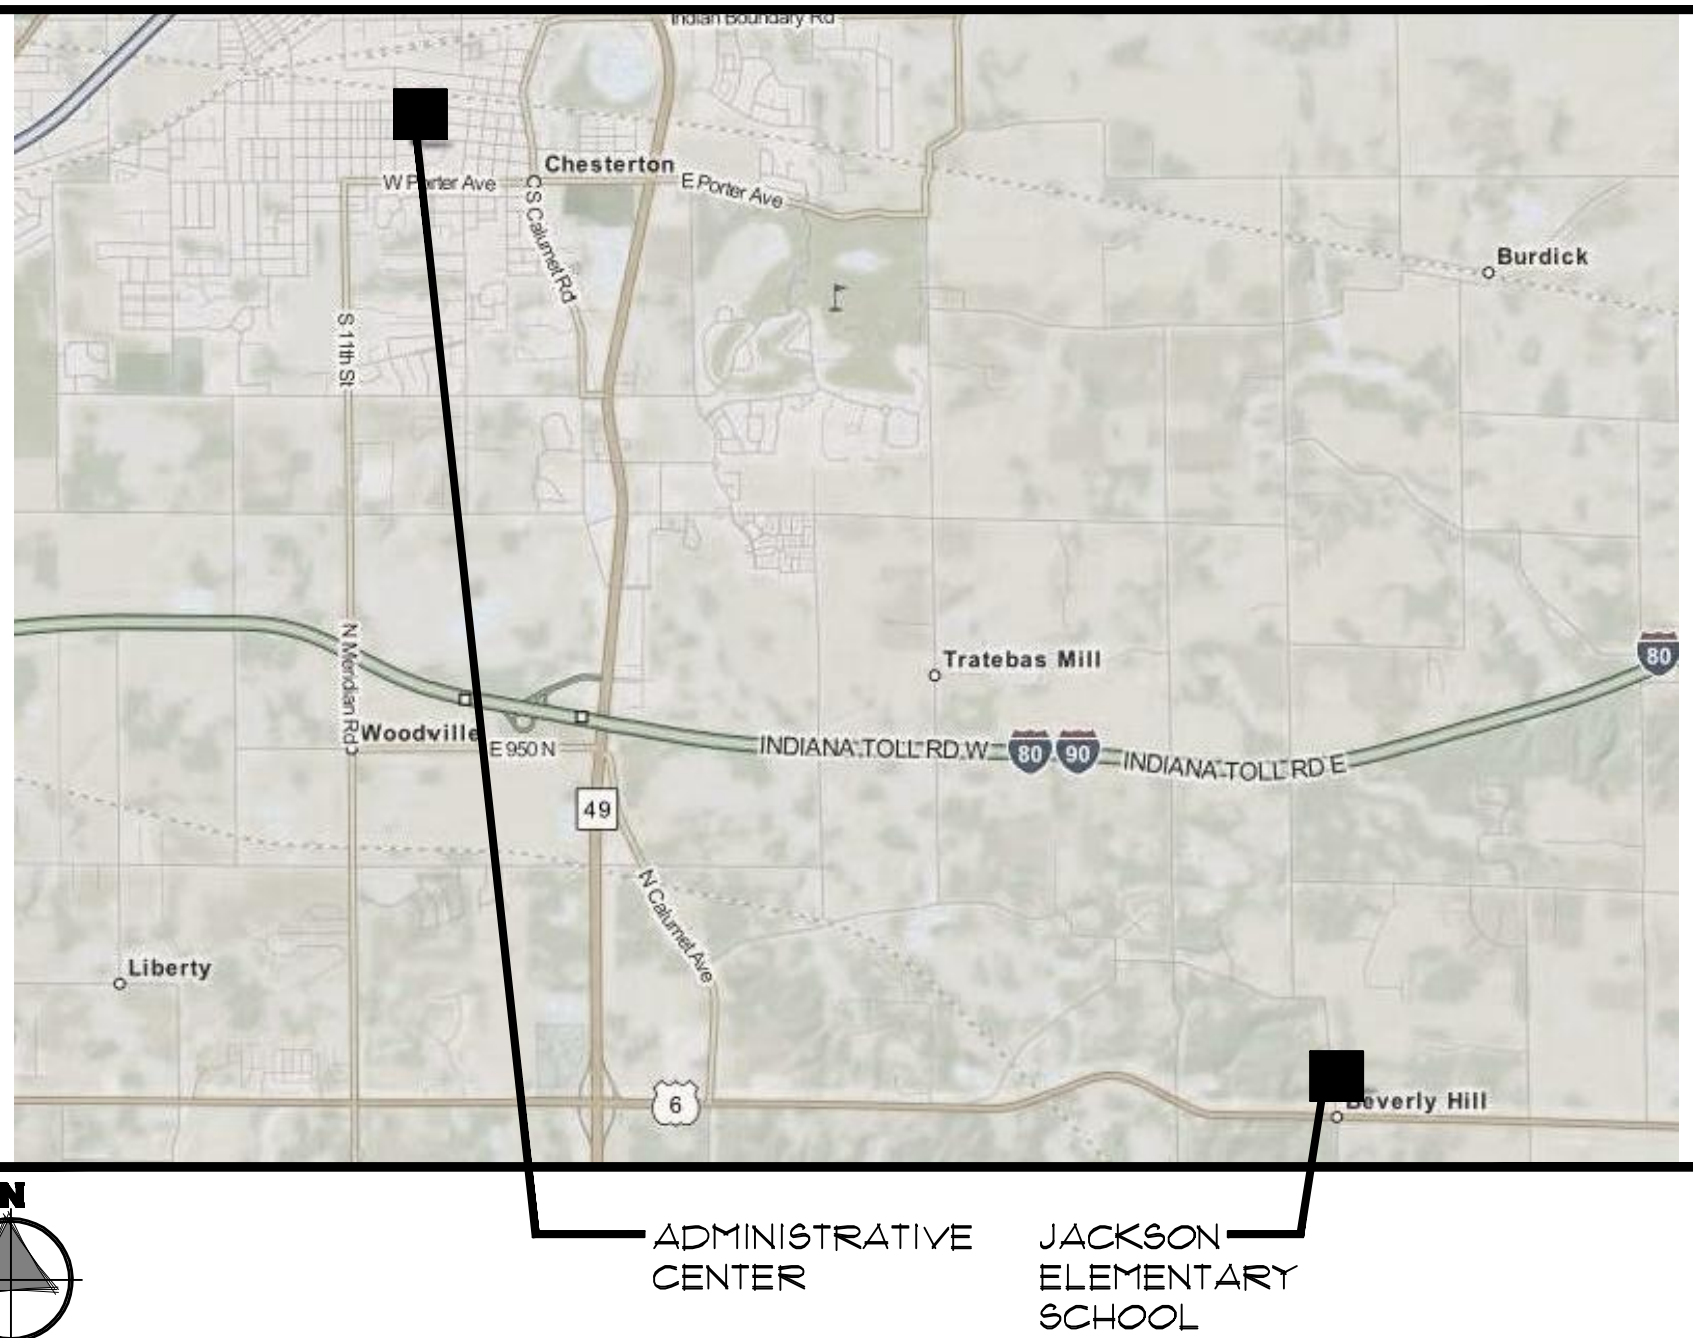 Indian Boundary Rd
Chesterton
W Porter Ave
E Porter Ave
S Calumet Rd
Burdick
S 11th St
N Meridian Rd
Tratebas Mill
80
Woodville
E 950 N
INDIANA TOLL RD W
80
90
INDIANA TOLL RD E
49
N Calumet Ave
Liberty
6
Beverly Hill
N
ADMINISTRATIVE
CENTER
JACKSON
ELEMENTARY
SCHOOL